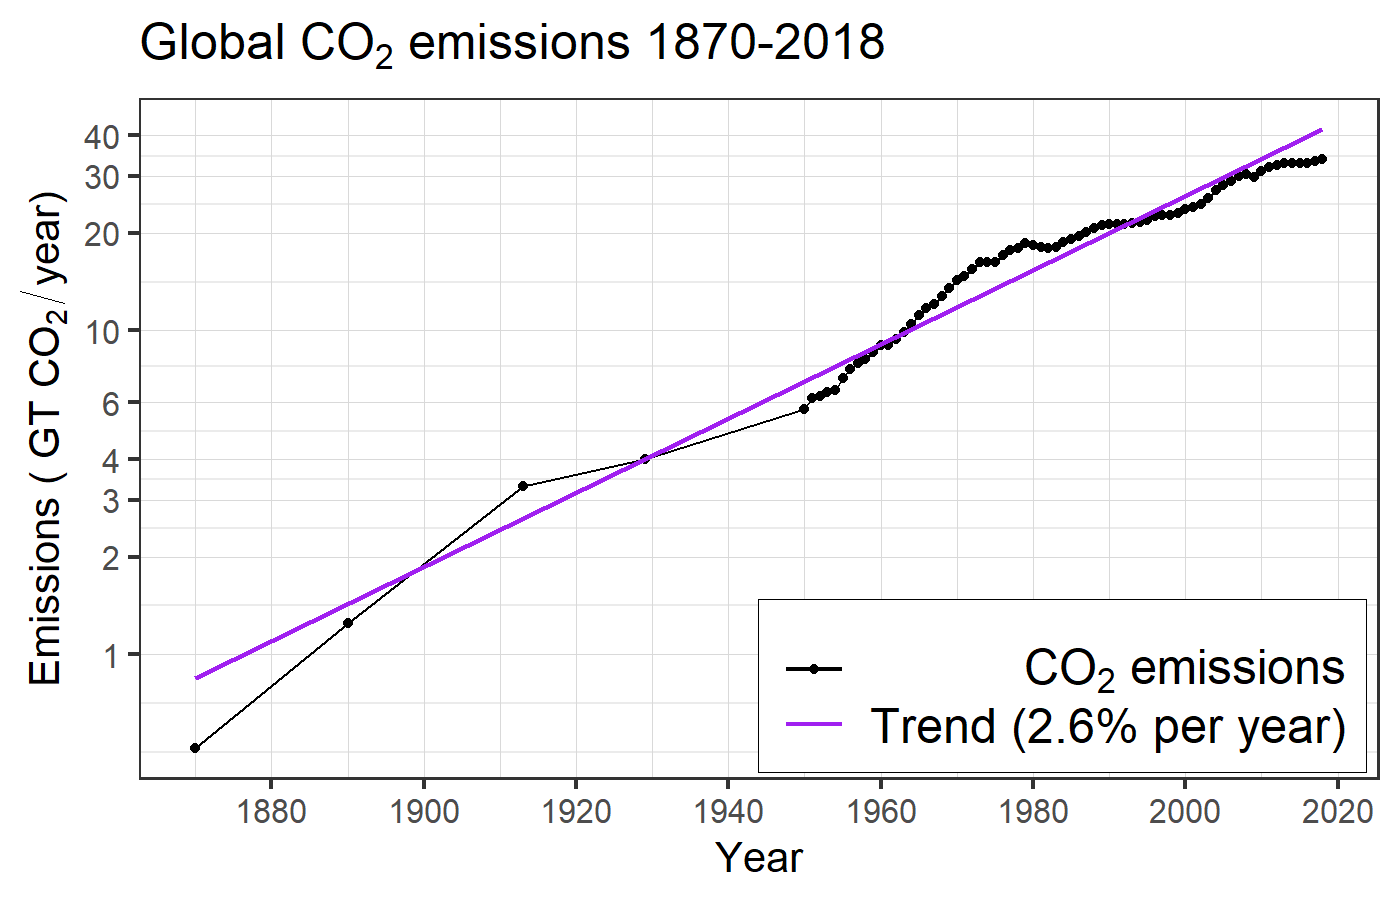 Global CO₂ emissions 1870-2018
Emissions ( GT CO₂/ year)
40
30
20
10
6
4
3
2
1
CO₂ emissions
Trend (2.6% per year)
1880 1900 1920 1940 1960 1980 2000 2020
Year